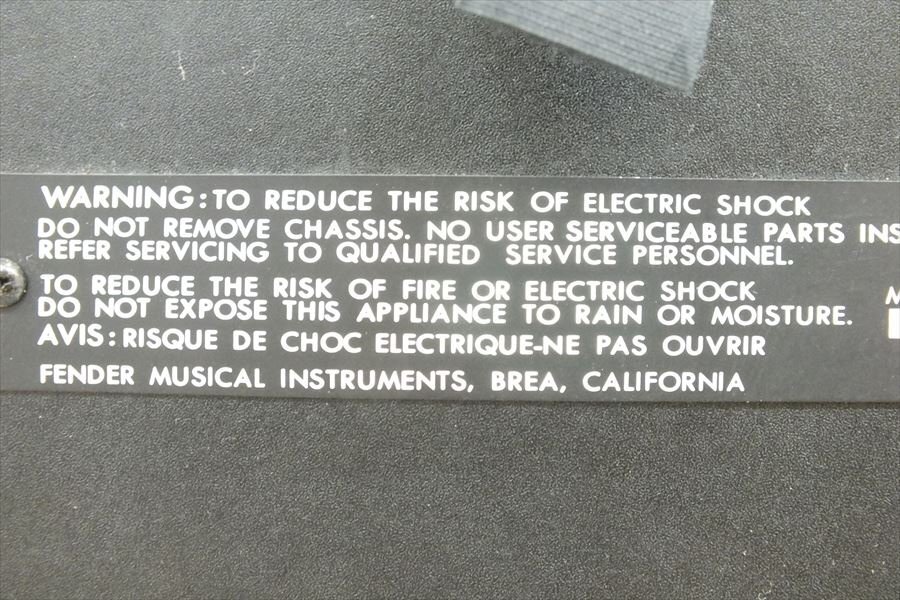 WARNING: TO REDUCE THE RISK OF ELECTRIC SHOCK
DO NOT REMOVE CHASSIS. NO USER SERVICEABLE PARTS INS
REFER SERVICING TO QUALIFIED SERVICE PERSONNEL.
TO REDUCE THE RISK OF FIRE OR ELECTRIC SHOCK
DO NOT EXPOSE THIS APPLIANCE TO RAIN OR MOISTURE.
AVIS: RISQUE DE CHOC ELECTRIQUE-NE PAS OUVRIR
FENDER MUSICAL INSTRUMENTS, BREA, CALIFORNIA